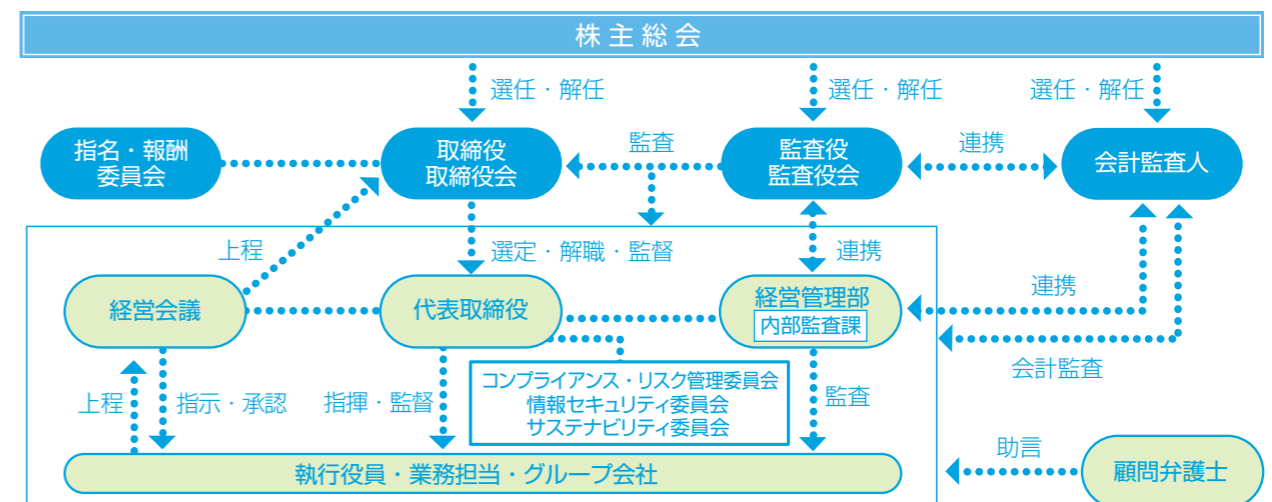 株主総会
選任・解任
選任・解任
選任・解任
指名・報酬
委員会
取締役
取締役会
監査
監査役
監査役会
連携
会計監査人
上程
選定・解職・監督
連携
経営会議
代表取締役
経営管理部
内部監査課
連携
会計監査
コンプライアンス・リスク管理委員会
情報セキュリティ委員会
サステナビリティ委員会
上程
指示・承認
指揮・監督
監査
執行役員・業務担当・グループ会社
助言
顧問弁護士